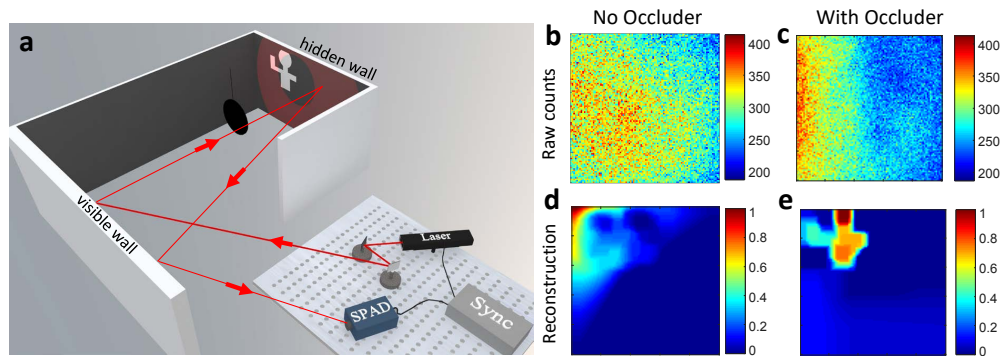 No Occluder
With Occluder
a
hidden wall
visible wall
Laser
SPAD
Sync
b
Raw counts
400
350
300
250
200
c
400
350
300
250
200
d
Reconstruction
1
0.8
0.6
0.4
0.2
0
e
1
0.8
0.6
0.4
0.2
0